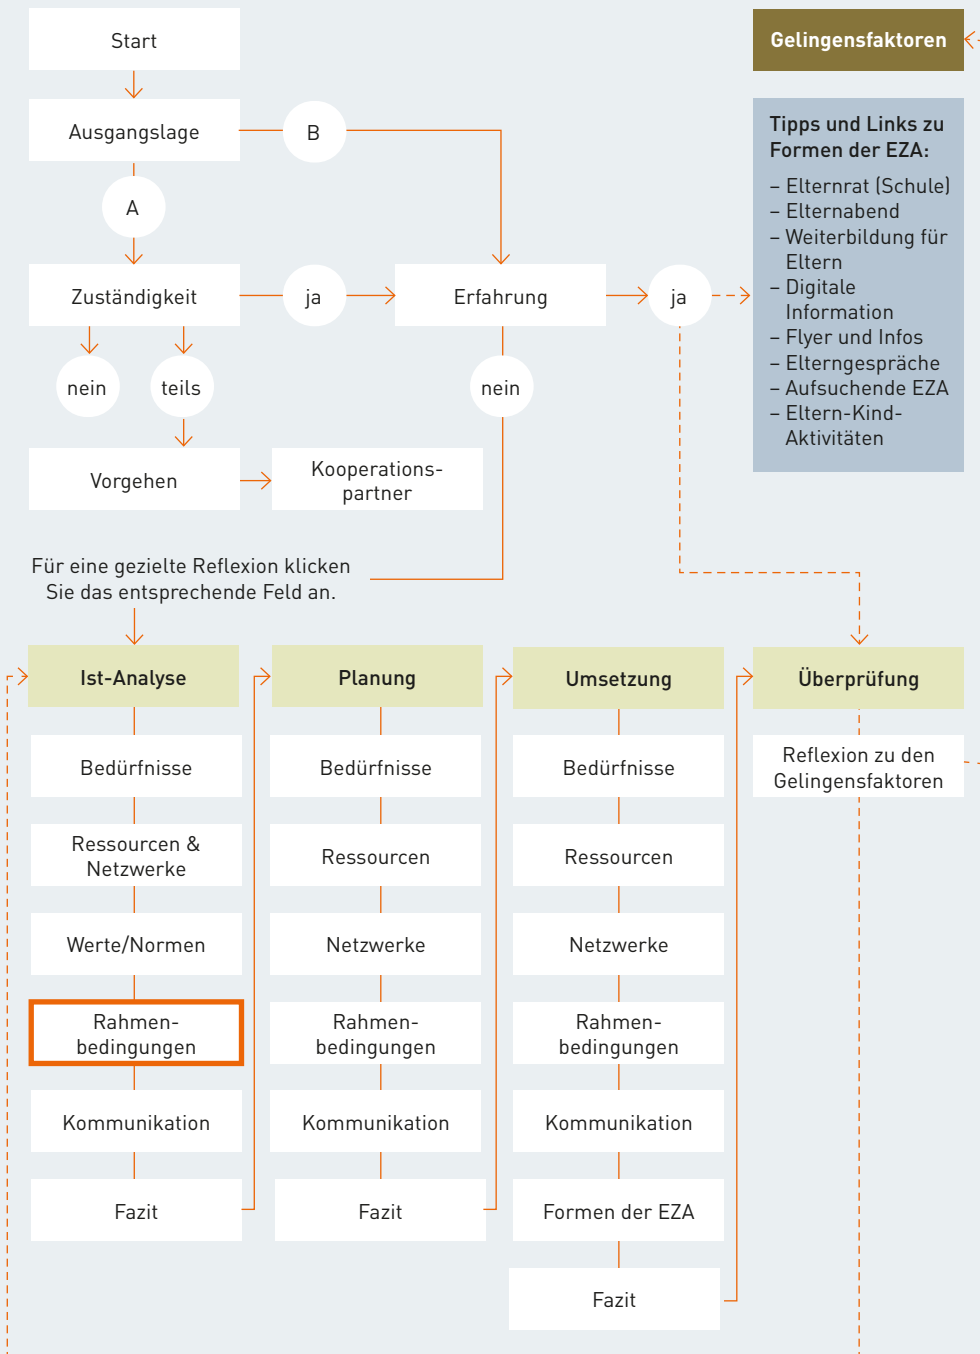 Start
Gelingensfaktoren
Ausgangslage
B
A
Tipps und Links zu
Formen der EZA:
– Elternrat (Schule)
– Elternabend
– Weiterbildung für
Eltern
– Digitale
Information
– Flyer und Infos
– Elterngespräche
– Aufsuchende EZA
– Eltern-Kind-
Aktivitäten
Zuständigkeit
ja
Erfahrung
ja
nein
teils
nein
Vorgehen
Kooperations-
partner
Für eine gezielte Reflexion klicken
Sie das entsprechende Feld an.
Ist-Analyse
Bedürfnisse
Ressourcen &
Netzwerke
Werte/Normen
Rahmen-
bedingungen
Kommunikation
Fazit
Planung
Bedürfnisse
Ressourcen
Netzwerke
Rahmen-
bedingungen
Kommunikation
Fazit
Umsetzung
Bedürfnisse
Ressourcen
Netzwerke
Rahmen-
bedingungen
Kommunikation
Formen der EZA
Fazit
Überprüfung
Reflexion zu den
Gelingensfaktoren